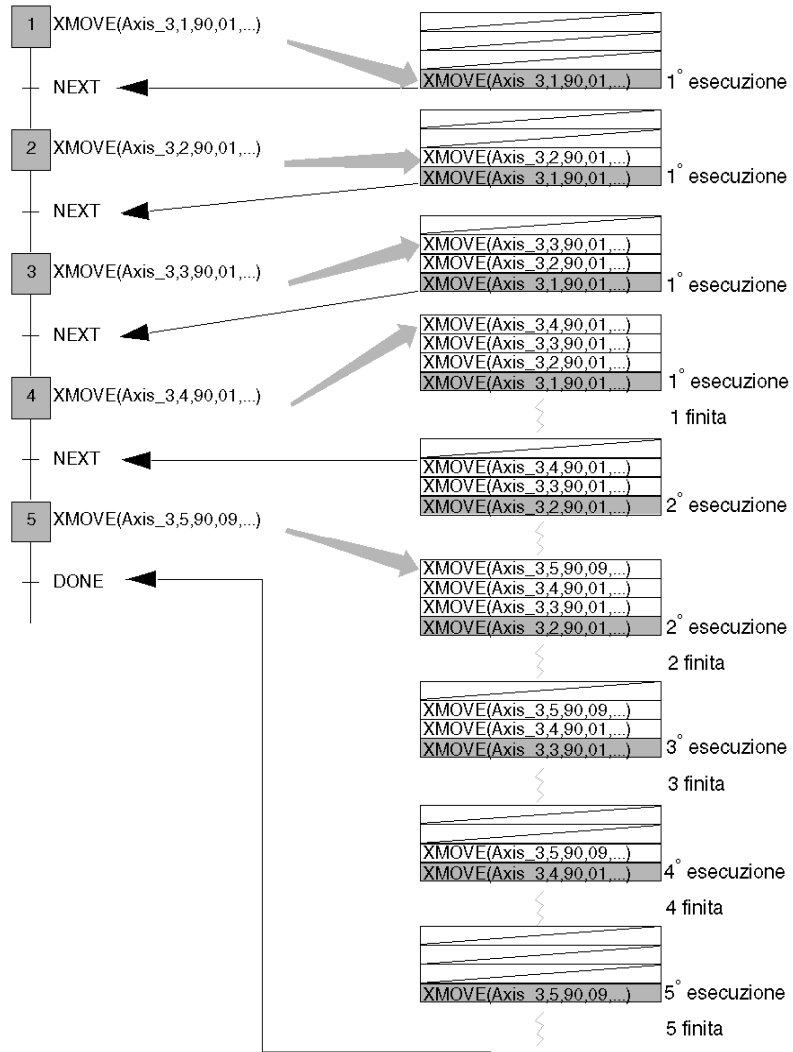 1 XMOVE(Axis_3,1,90,01,...)
NEXT
2 XMOVE(Axis_3,2,90,01,...)
NEXT
3 XMOVE(Axis_3,3,90,01,...)
NEXT
4 XMOVE(Axis_3,4,90,01,...)
NEXT
5 XMOVE(Axis_3,5,90,09,...)
DONE
XMOVE(Axis_3,1,90,01,...) 1° esecuzione
XMOVE(Axis_3,2,90,01,...)
XMOVE(Axis_3,1,90,01,...) 1° esecuzione
XMOVE(Axis_3,3,90,01,...)
XMOVE(Axis_3,2,90,01,...)
XMOVE(Axis_3,1,90,01,...) 1° esecuzione
XMOVE(Axis_3,4,90,01,...)
XMOVE(Axis_3,3,90,01,...)
XMOVE(Axis_3,2,90,01,...)
XMOVE(Axis_3,1,90,01,...) 1° esecuzione
1 finita
XMOVE(Axis_3,4,90,01,...)
XMOVE(Axis_3,3,90,01,...)
XMOVE(Axis_3,2,90,01,...) 2° esecuzione
XMOVE(Axis_3,5,90,09,...)
XMOVE(Axis_3,4,90,01,...)
XMOVE(Axis_3,3,90,01,...)
XMOVE(Axis_3,2,90,01,...) 2° esecuzione
2 finita
XMOVE(Axis_3,5,90,09,...)
XMOVE(Axis_3,4,90,01,...)
XMOVE(Axis_3,3,90,01,...) 3° esecuzione
3 finita
XMOVE(Axis_3,5,90,09,...)
XMOVE(Axis_3,4,90,01,...) 4° esecuzione
4 finita
XMOVE(Axis_3,5,90,09,...) 5° esecuzione
5 finita